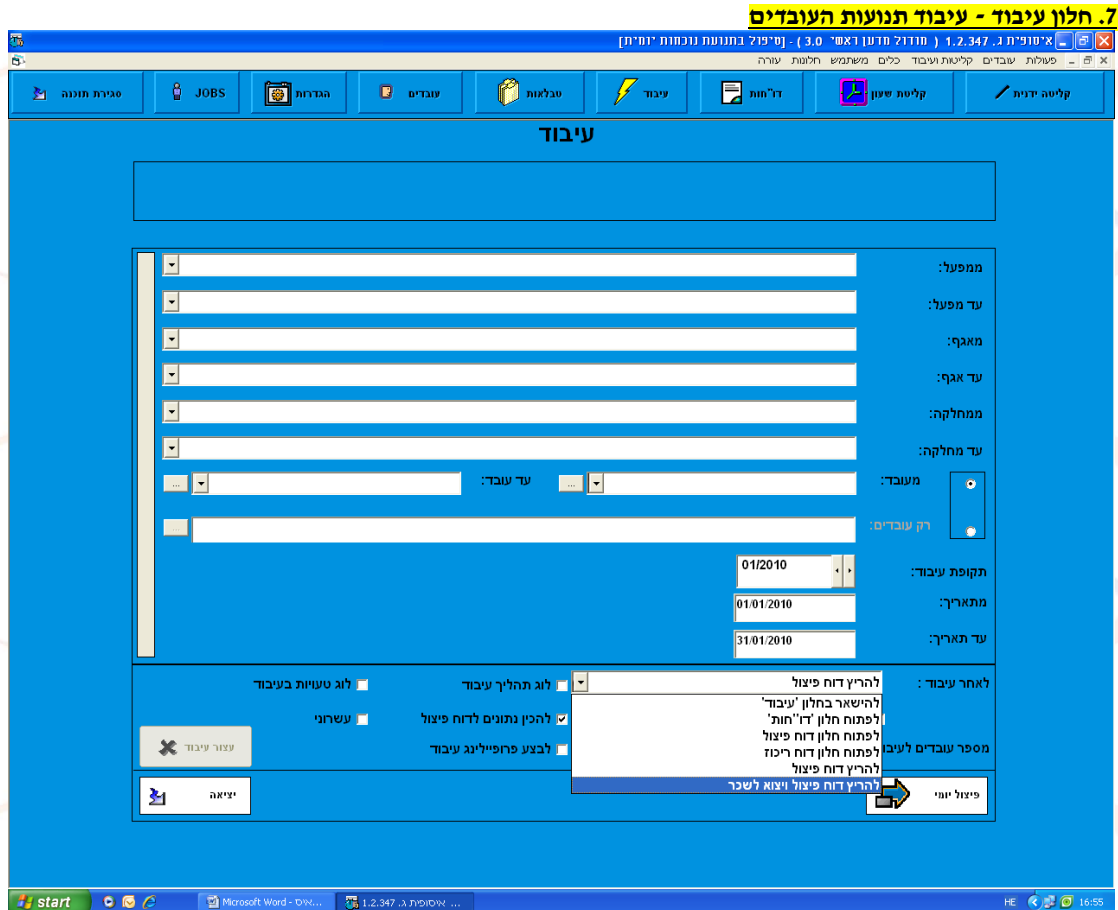 7. חלון עיבוד - עיבוד תנועות העובדים
איסופית ג. 1.2.347 ( מודול מדען ראשי 3.0 ) - [טיפול בתנועת נוכחות יומית]
פעולות עובדים קליטות ועיבוד כלים משתמש חלונות עזרה
קליטה ידנית
קליטת שעון
דו"חות
עיבוד
טבלאות
עובדים
הגדרות
JOBS
סגירת תוכנה
עיבוד
ממפעל:
עד מפעל:
מאגף:
עד אגף:
ממחלקה:
עד מחלקה:
מעובד:
...
עד עובד:
...
רק עובדים:
...
תקופת עיבוד:
01/2010
מתאריך:
01/01/2010
עד תאריך:
31/01/2010
לאחר עיבוד :
להריץ דוח פיצול
לוג תהליך עיבוד
לוג טעויות בעיבוד
להישאר בחלון 'עיבוד'
לפתוח חלון 'דו''חות'
לפתוח חלון דוח פיצול
לפתוח חלון דוח ריכוז
להריץ דוח פיצול
להריץ דוח פיצול ויצוא לשכר
להכין נתונים לדוח פיצול
עשרוני
מספר עובדים לעיבו
לבצע פרופיילינג עיבוד
עצור עיבוד
פיצול יומי
יציאה
start
Microsoft Word - איס...
איסופית ג. 1.2.347 ...
HE
16:55